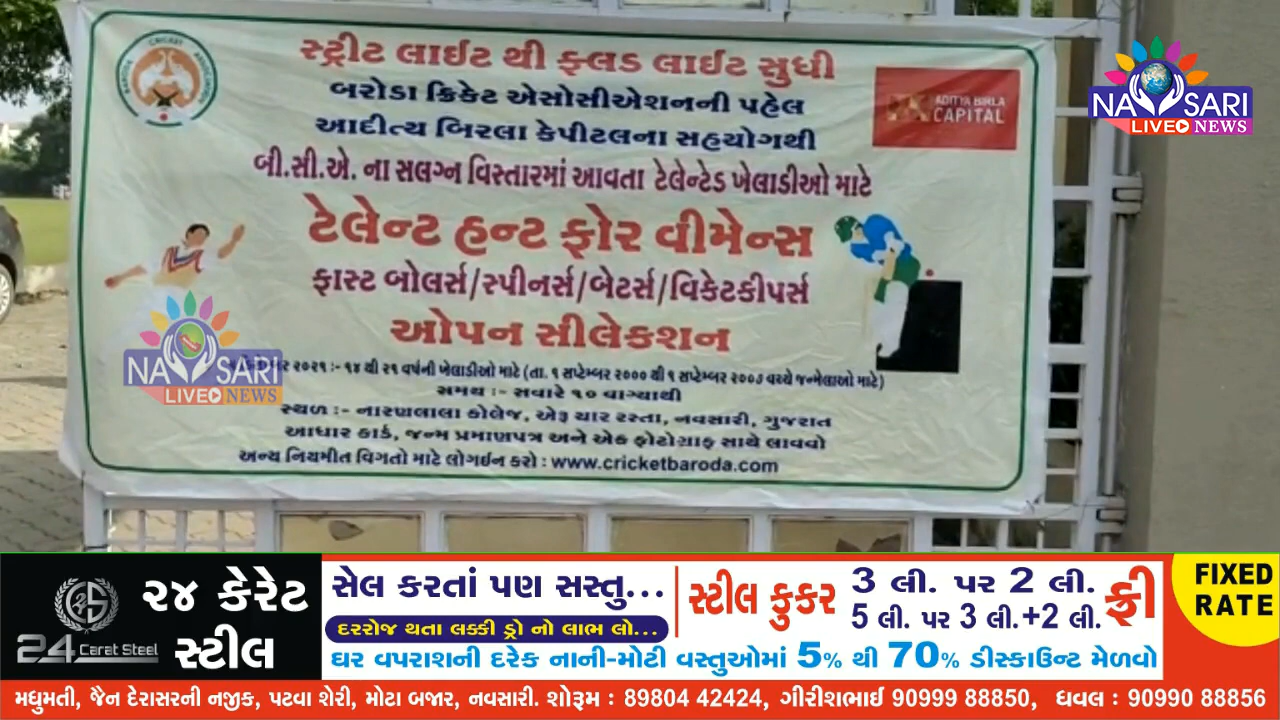 BARODA CRICKET ASSOCIATION
સ્ટ્રીટ લાઈટ થી ફ્લડ લાઈટ સુધી
બરોડા ક્રિકેટ એસોસીએશનની પહેલ
આદીત્ય બિરલા કેપીટલના સહયોગથી
ADITYA BIRLA
CAPITAL
NAVSARI
LIVE NEWS
બી.સી.એ. ના સલગ્ન વિસ્તારમાં આવતા ટેલેન્ટેડ ખેલાડીઓ માટે
ટેલેન્ટ હન્ટ ફોર વીમેન્સ
ફાસ્ટ બોલર્સ/સ્પીનર્સ/બેટર્સ/વિકેટકીપર્સ
ઓપન સીલેકશન
NAVSARI
LIVE NEWS
૨૦૨૧ :- ૧૪ થી ૨૧ વર્ષની ખેલાડીઓ માટે (તા. ૧ સપ્ટેમ્બર ૨૦૦૦ થી ૧ સપ્ટેમ્બર ૨૦૦૭ વચ્ચે જન્મેલાઓ માટે)
સમય :- સવારે ૧૦ વાગ્યાથી
સ્થળ :- નારણલાલા કોલેજ, એરૂ ચાર રસ્તા, નવસારી, ગુજરાત
આધાર કાર્ડ, જન્મ પ્રમાણપત્ર અને એક ફોટોગ્રાફ સાથે લાવવો
અન્ય નિયમીત વિગતો માટે લોગઈન કરો : www.cricketbaroda.com
24 Carat Steel
૨૪ કેરેટ
સ્ટીલ
સેલ કરતાં પણ સસ્તુ...
દરરોજ થતા લક્કી ડ્રો નો લાભ લો...
સ્ટીલ કુકર
3 લી. પર 2 લી.
5 લી. પર 3 લી.+2 લી.
ફ્રી
FIXED
RATE
ઘર વપરાશની દરેક નાની-મોટી વસ્તુઓમાં 5% થી 70% ડીસ્કાઉન્ટ મેળવો
મધુમતી, જૈન દેરાસરની નજીક, પટવા શેરી, મોટા બજાર, નવસારી. શોરૂમ : 89804 42424, ગીરીશભાઈ 90999 88850, ધવલ : 90990 88856